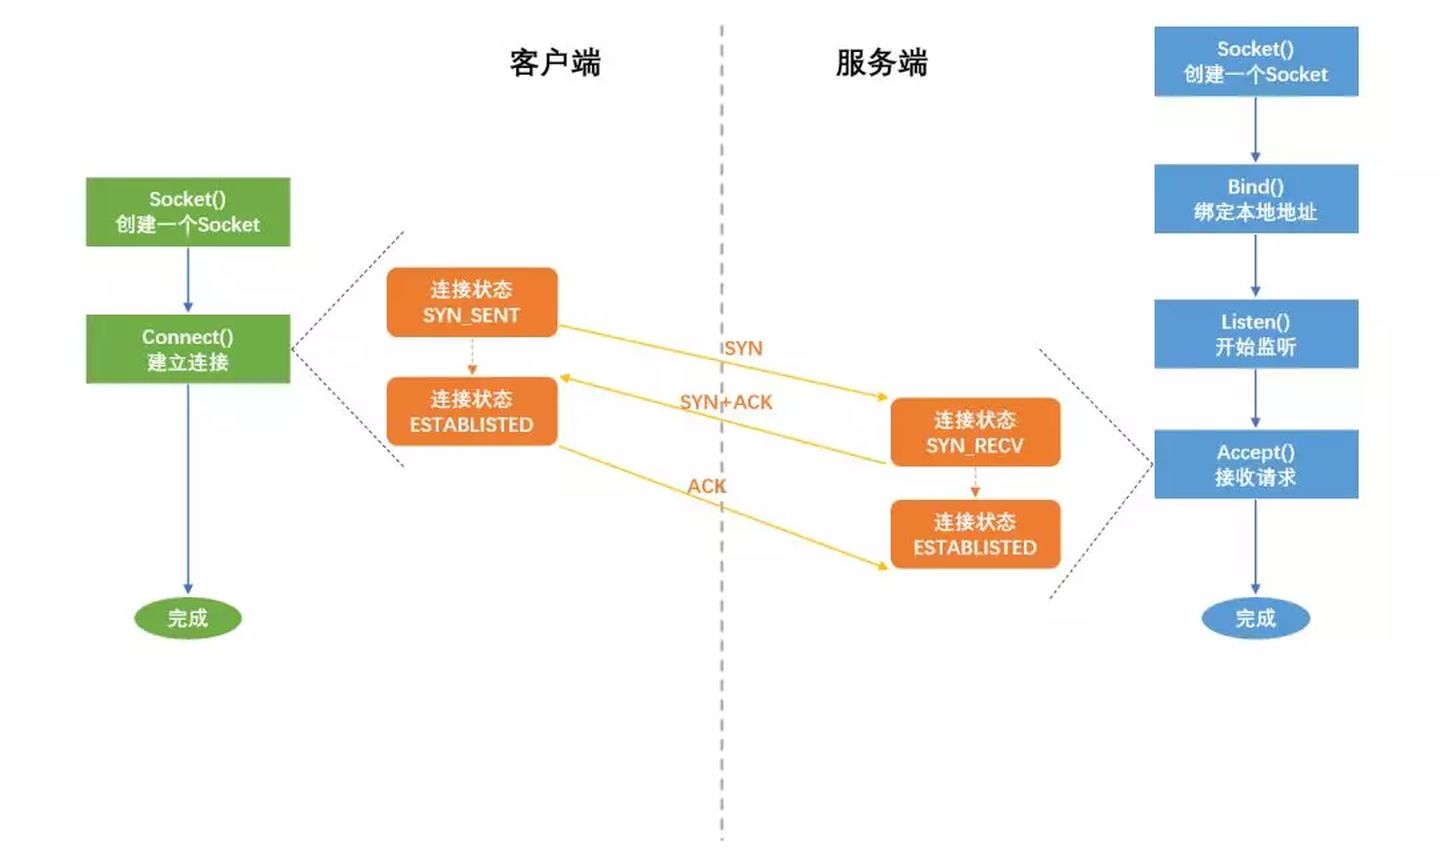 客户端
服务端
Socket()
创建一个Socket
Connect()
建立连接
完成
连接状态
SYN_SENT
连接状态
ESTABLISTED
SYN
SYN+ACK
ACK
连接状态
SYN_RECV
连接状态
ESTABLISTED
Socket()
创建一个Socket
Bind()
绑定本地地址
Listen()
开始监听
Accept()
接收请求
完成